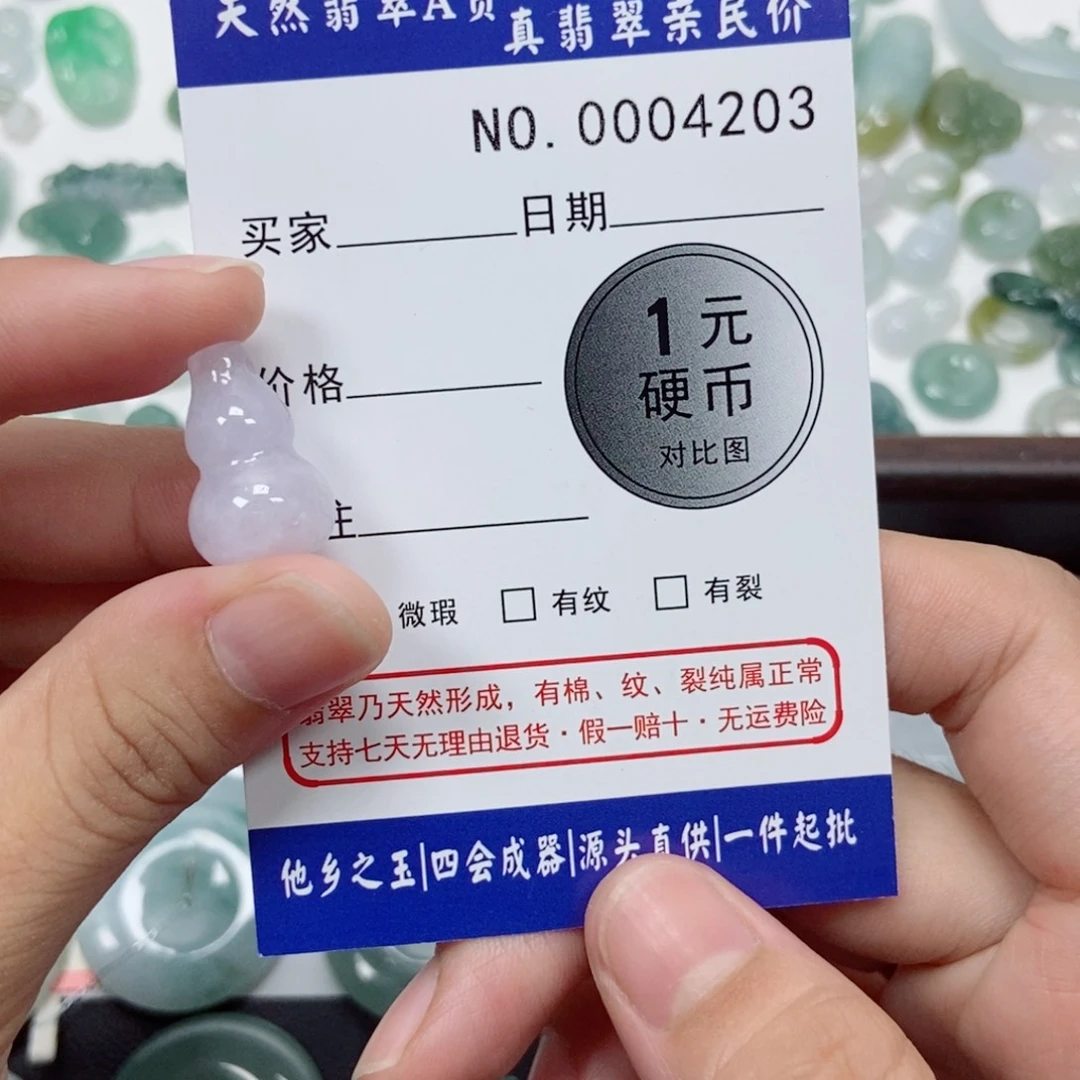 天然翡翠A货
真翡翠亲民价
NO. 0004203
买家 日期
价格
1元
硬币
对比图
注
微瑕 有纹 有裂
翡翠乃天然形成，有棉、纹、裂纯属正常
支持七天无理由退货·假一赔十·无运费险
他乡之玉|四会成器|源头直供|一件起批